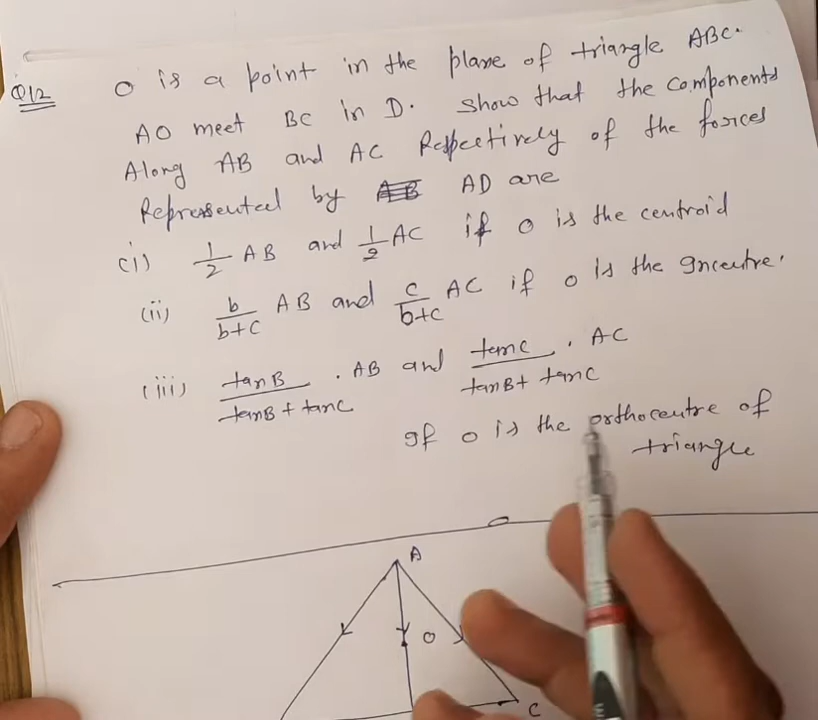 Q12 O is a point in the plane of triangle ABC.
AO meet BC in D. Show that the Components
Along AB and AC Respectively of the forces
Represented by AD are
(i) 1/2 AB and 1/2 AC if O is the centroid
(ii) b/b+c AB and c/b+c AC if O is the Incentre.
(iii) tanB/tanB+tanC . AB and tanC/tanB+tanC . AC
If O is the orthocentre of
triangle
A
O
C